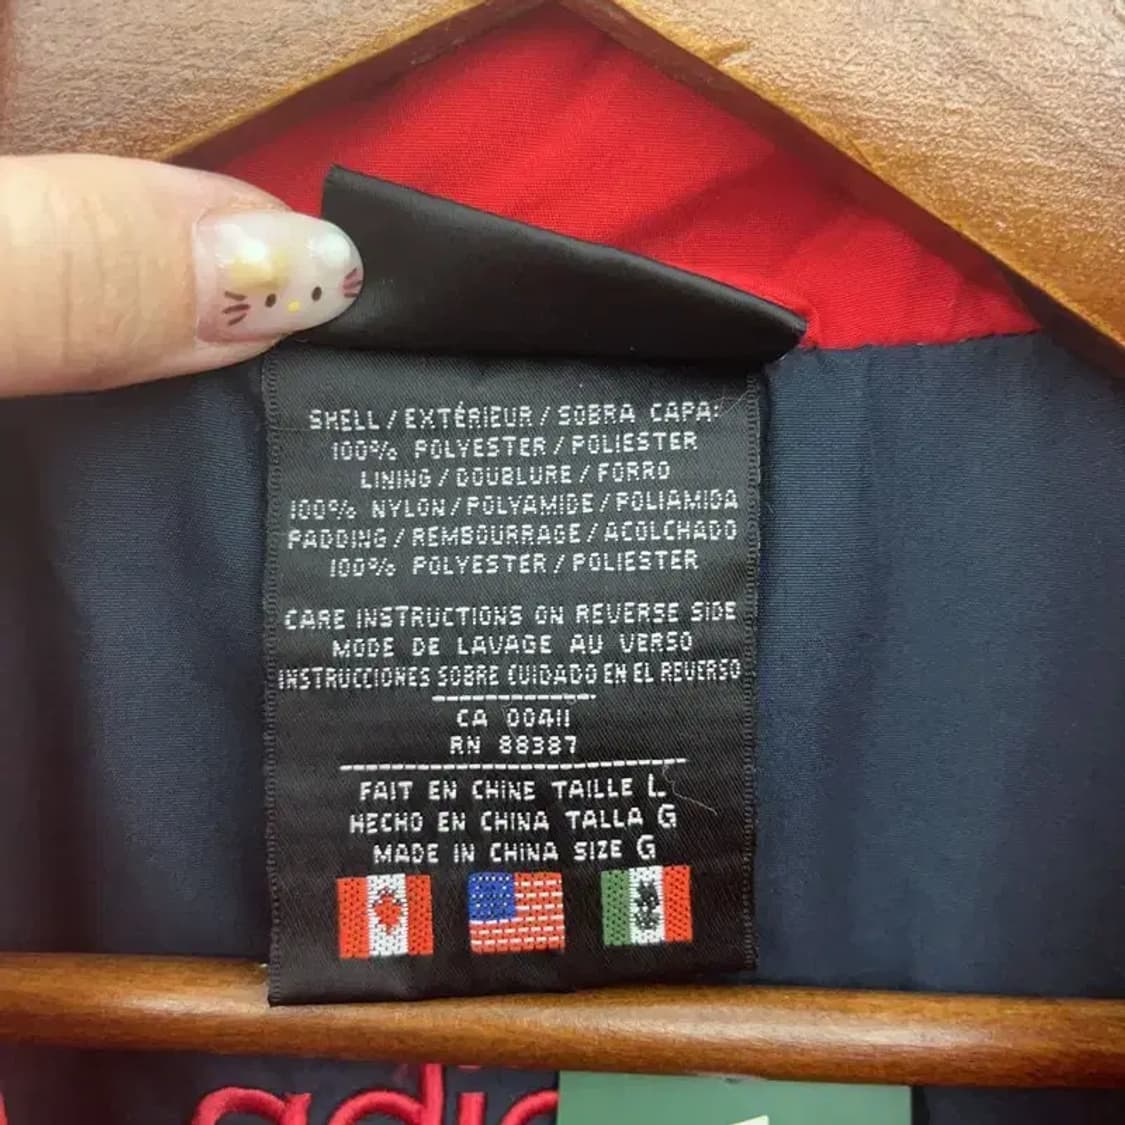 SHELL / EXTÉRIEUR / SOBRA CAPA:
100% POLYESTER / POLIESTER
LINING / DOUBLURE / FORRO
100% NYLON / POLYAMIDE / POLIAMIDA
PADDING / REMBOURRAGE / ACOLCHADO
100% POLYESTER / POLIESTER
CARE INSTRUCTIONS ON REVERSE SIDE
MODE DE LAVAGE AU VERSO
INSTRUCCIONES SOBRE CUIDADO EN EL REVERSO
CA 00411
RN 88387
FAIT EN CHINE TAILLE L
HECHO EN CHINA TALLA G
MADE IN CHINA SIZE G